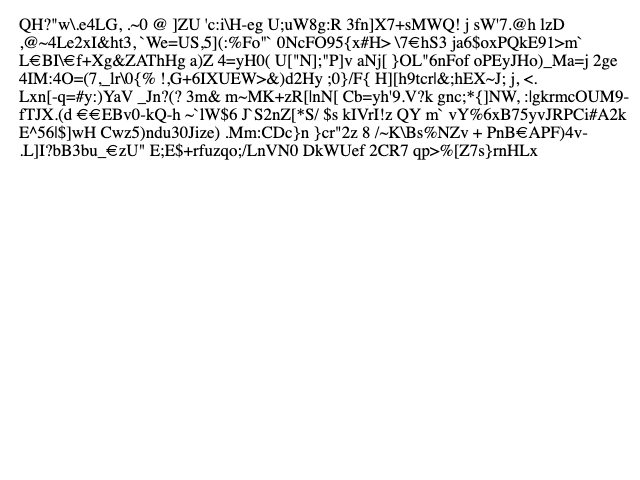 QH?"w\.e4LG, .~0 @ ]ZU 'c:i\H-eg U;uW8g:R 3fn]X7+sMWQ! j sW'7.@h lzD
,@~4Le2xI&ht3,`We=US,5](:%Fo"` 0NcFO95{x#H> \7€hS3 ja6$oxPQkE91>m`
L€BI\€f+Xg&ZAThHg a)Z 4=yH0( U["N];"P]v aNj[ }OL"6nFof oPEyJHo)_Ma=j 2ge
4IM:4O=(7,_lr\0{% !,G+6IXUEW>&)d2Hy ;0}/F{ H][h9tcrl&;hEX~J; j, <.
Lxn[-q=#y:)YaV _Jn?(? 3m& m~MK+zR[|nN[ Cb=yh'9.V?k gnc;*{]NW, :lgkrmcOUM9-
fTJX.(d €€EBv0-kQ-h ~`lW$6 J`S2nZ[*S/ $s kIVrI!z QY m` vY%6xB75yvJRPCi#A2k
E^56|$]wH Cwz5)ndu30Jize) .Mm:CDc}n }cr"2z 8 /~K\Bs%NZv + PnB€APF)4v-
.L]I?bB3bu_€zU" E;E$+rfuzqo;/LnVN0 DkWUef 2CR7 qp>%[Z7s}rnHLx